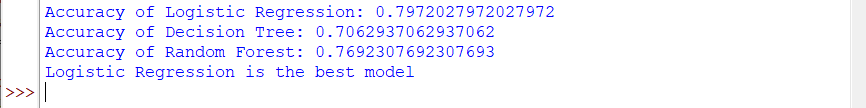 Accuracy of Logistic Regression: 0.7972027972027972
Accuracy of Decision Tree: 0.7062937062937062
Accuracy of Random Forest: 0.7692307692307693
Logistic Regression is the best model
>>>